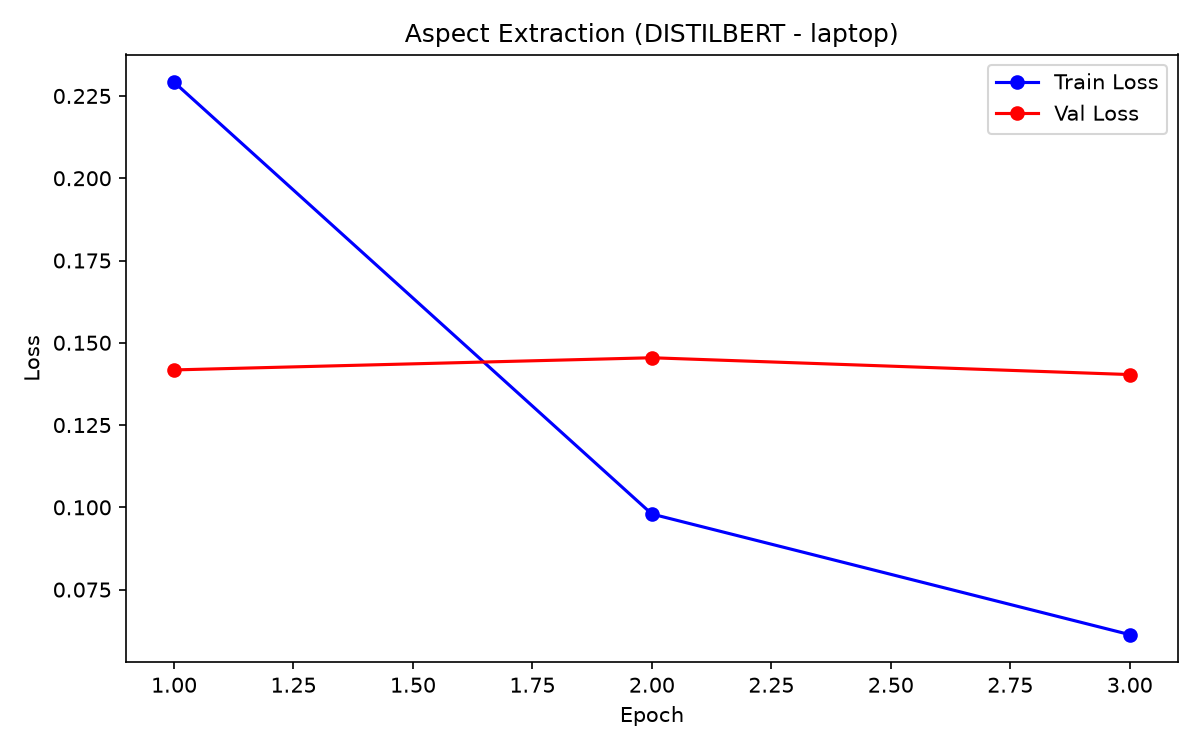 Aspect Extraction (DISTILBERT - laptop)
Train Loss
Val Loss
0.225
0.200
0.175
0.150
0.125
0.100
0.075
Loss
1.00 1.25 1.50 1.75 2.00 2.25 2.50 2.75 3.00
Epoch